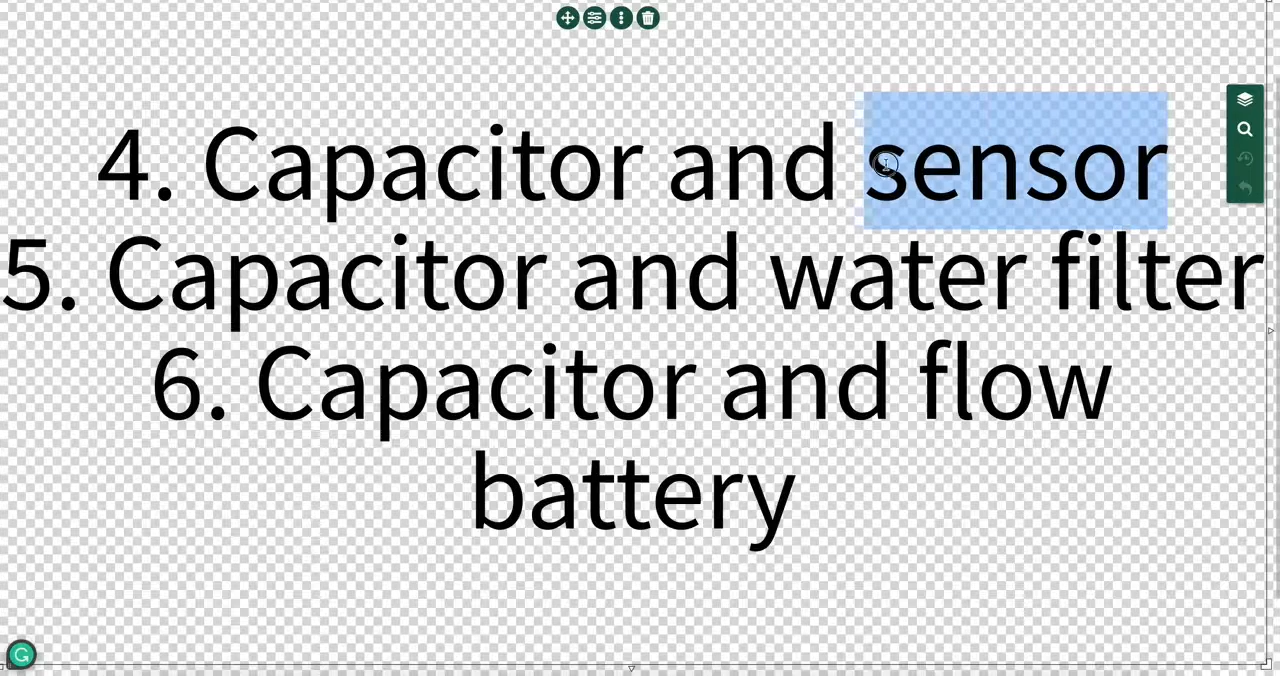 4. Capacitor and sensor
5. Capacitor and water filter
6. Capacitor and flow
battery